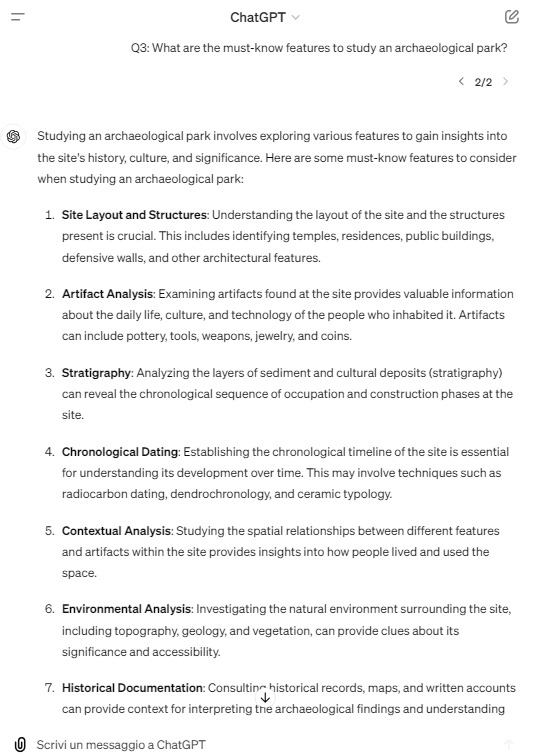 ChatGPT
Q3: What are the must-know features to study an archaeological park?
2/2
Studying an archaeological park involves exploring various features to gain insights into
the site's history, culture, and significance. Here are some must-know features to consider
when studying an archaeological park:
1. Site Layout and Structures: Understanding the layout of the site and the structures
present is crucial. This includes identifying temples, residences, public buildings,
defensive walls, and other architectural features.
2. Artifact Analysis: Examining artifacts found at the site provides valuable information
about the daily life, culture, and technology of the people who inhabited it. Artifacts
can include pottery, tools, weapons, jewelry, and coins.
3. Stratigraphy: Analyzing the layers of sediment and cultural deposits (stratigraphy)
can reveal the chronological sequence of occupation and construction phases at the
site.
4. Chronological Dating: Establishing the chronological timeline of the site is essential
for understanding its development over time. This may involve techniques such as
radiocarbon dating, dendrochronology, and ceramic typology.
5. Contextual Analysis: Studying the spatial relationships between different features
and artifacts within the site provides insights into how people lived and used the
space.
6. Environmental Analysis: Investigating the natural environment surrounding the site,
including topography, geology, and vegetation, can provide clues about its
significance and accessibility.
7. Historical Documentation: Consulting historical records, maps, and written accounts
can provide context for interpreting the archaeological findings and understanding
Scrivi un messaggio a ChatGPT